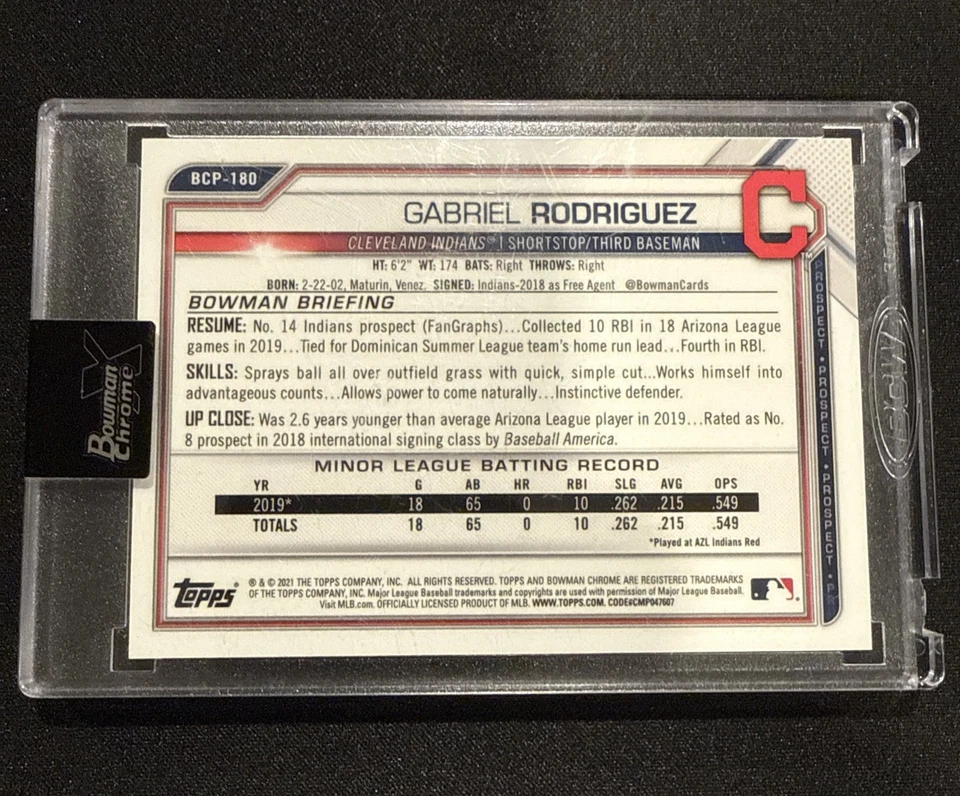 BCP-180
GABRIEL RODRIGUEZ
C
CLEVELAND INDIANS® | SHORTSTOP/THIRD BASEMAN
TM
HT: 6'2" WT: 174 BATS: Right THROWS: Right
BORN: 2-22-02, Maturin, Venez. SIGNED: Indians-2018 as Free Agent @BowmanCards
BOWMAN BRIEFING
RESUME: No. 14 Indians prospect (FanGraphs)...Collected 10 RBI in 18 Arizona League
games in 2019...Tied for Dominican Summer League team's home run lead...Fourth in RBI.
SKILLS: Sprays ball all over outfield grass with quick, simple cut...Works himself into
advantageous counts...Allows power to come naturally...Instinctive defender.
UP CLOSE: Was 2.6 years younger than average Arizona League player in 2019...Rated as No.
8 prospect in 2018 international signing class by Baseball America.
MINOR LEAGUE BATTING RECORD
YR G AB HR RBI SLG AVG OPS
2019* 18 65 0 10 .262 .215 .549
TOTALS 18 65 0 10 .262 .215 .549
*Played at AZL Indians Red
topps®
® & © 2021 THE TOPPS COMPANY, INC. ALL RIGHTS RESERVED. TOPPS AND BOWMAN CHROME ARE REGISTERED TRADEMARKS
OF THE TOPPS COMPANY, INC. Major League Baseball trademarks and copyrights are used with permission of Major League Baseball.
Visit MLB.com. OFFICIALLY LICENSED PRODUCT OF MLB. WWW.TOPPS.COM. CODE#CMP047607
PROSPECT • PROSPECT • PROSPECT • PR
Bowman
Chrome
X